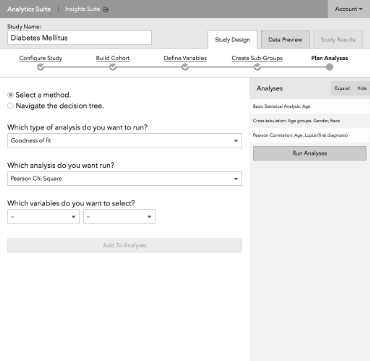 Analytics Suite | Insights Suite
Account
Study Name:
Diabetes Mellitus
Study Design Data Preview Study Results
Configure Study Build Cohort Define Variables Create Sub-Groups Plan Analyses
Select a method.
Navigate the decision tree.
Which type of analysis do you want to run?
Goodness of fit
Which analysis do you want run?
Pearson Chi Square
Which variables do you want to select?
– –
Add To Analyses
Analyses Expand Hide
Basic Statistical Analysis: Age
Cross-tabulation: Age groups, Gender, Race
Pearson Correlation: Age, Lupus (first diagnosis)
Run Analyses